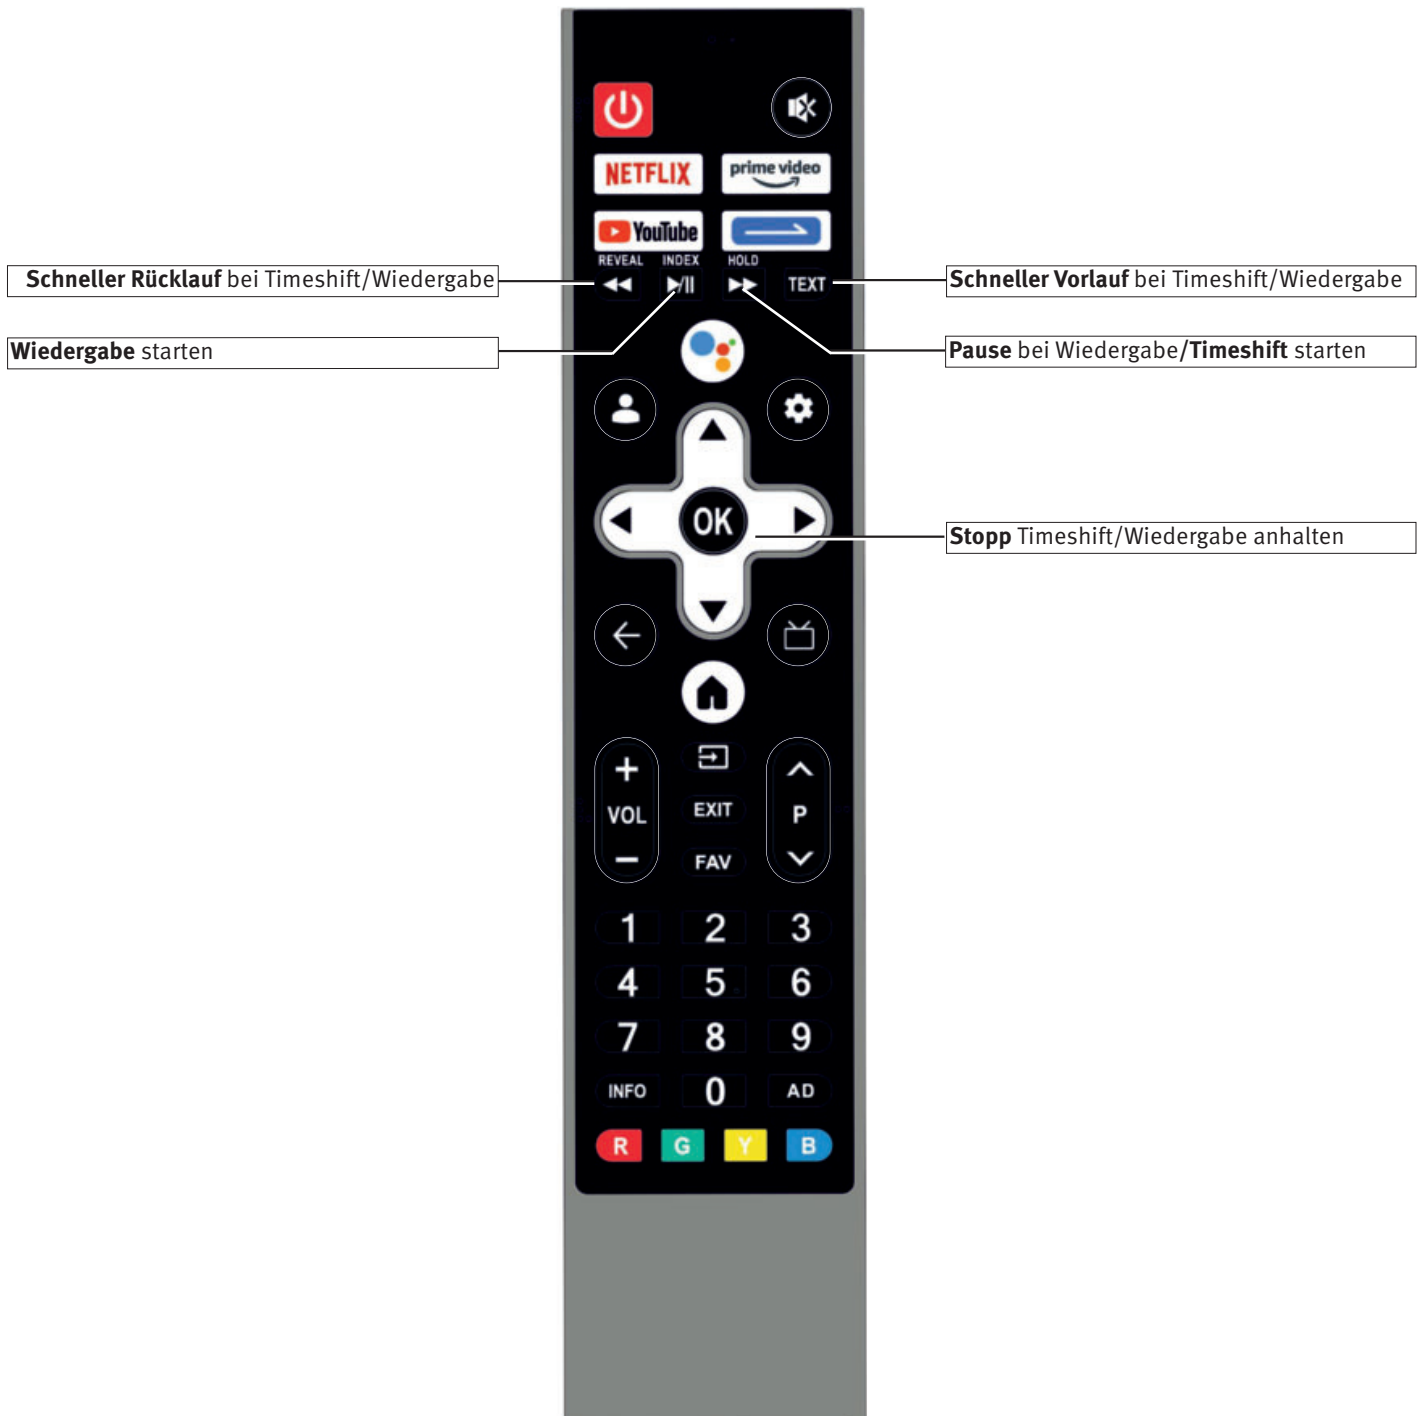 NETFLIX
prime video
YouTube
REVEAL INDEX HOLD
TEXT
Schneller Rücklauf bei Timeshift/Wiedergabe
Schneller Vorlauf bei Timeshift/Wiedergabe
Wiedergabe starten
Pause bei Wiedergabe/Timeshift starten
OK
Stopp Timeshift/Wiedergabe anhalten
VOL
EXIT
P
FAV
1 2 3
4 5 6
7 8 9
INFO 0 AD
R G Y B